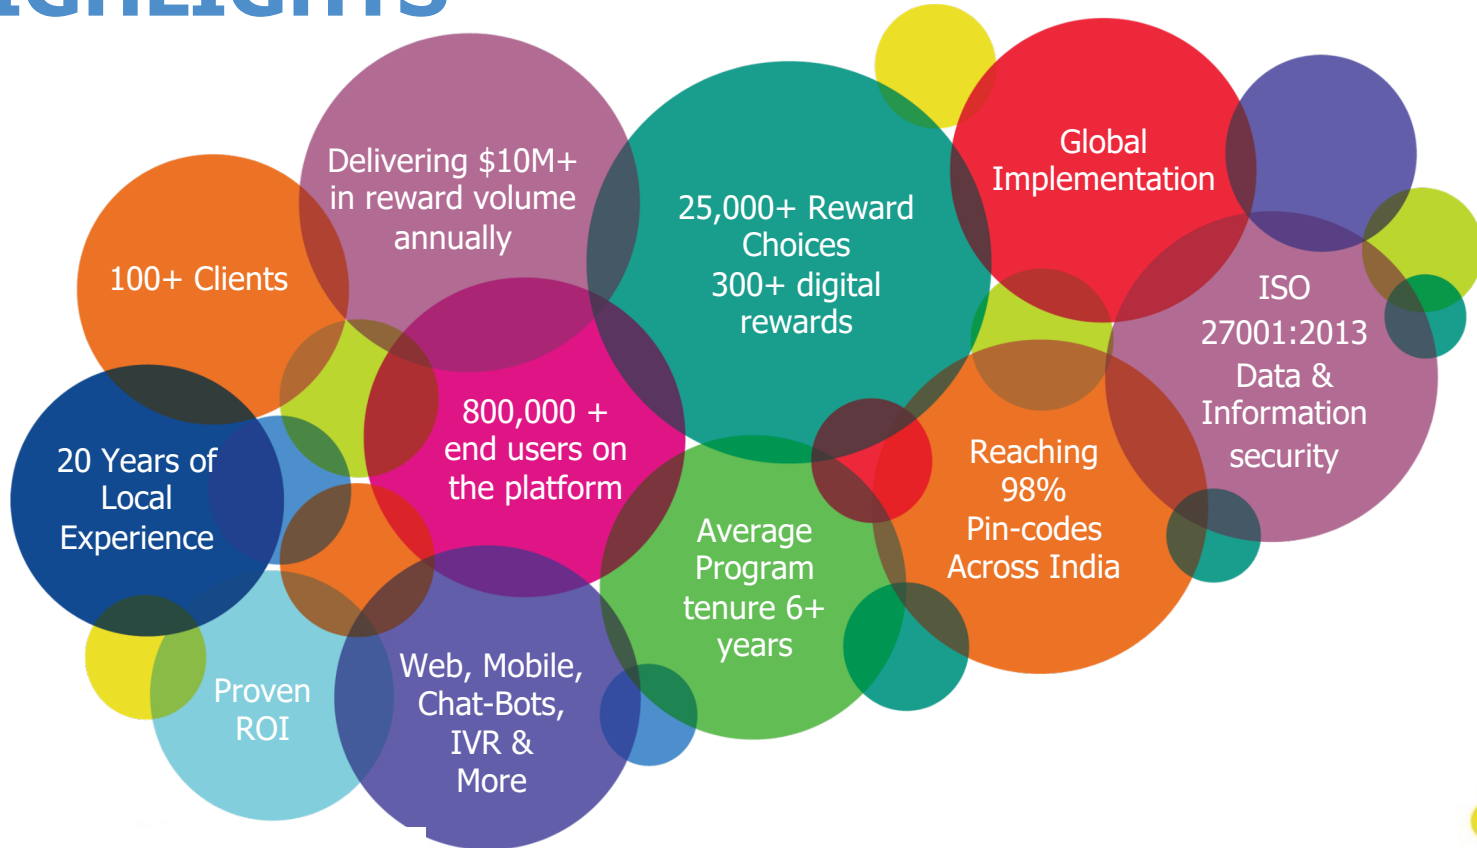 HIGHLIGHTS
Delivering $10M+
in reward volume
annually
100+ Clients
25,000+ Reward
Choices
300+ digital
rewards
Global
Implementation
ISO
27001:2013
Data &
Information
security
20 Years of
Local
Experience
800,000 +
end users on
the platform
Average
Program
tenure 6+
years
Reaching
98%
Pin-codes
Across India
Proven
ROI
Web, Mobile,
Chat-Bots,
IVR &
More